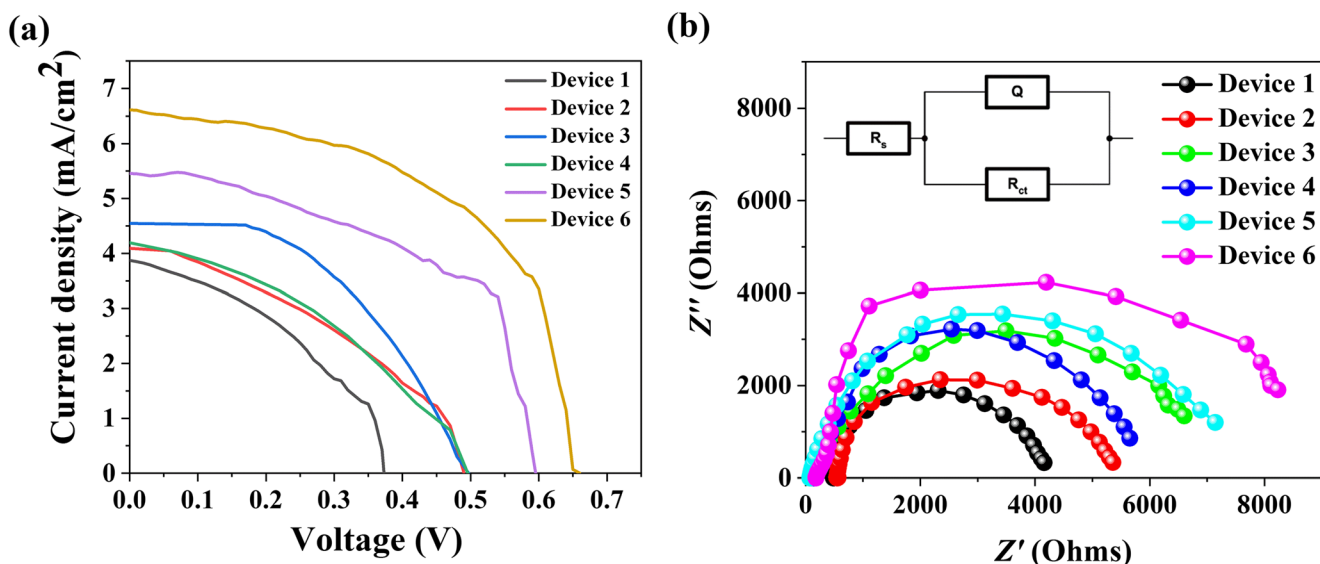 (a)
Current density (mA/cm²)
7
6
5
4
3
2
1
0
0.0 0.1 0.2 0.3 0.4 0.5 0.6 0.7
Voltage (V)
Device 1
Device 2
Device 3
Device 4
Device 5
Device 6
(b)
Z′′ (Ohms)
8000
6000
4000
2000
0
0 2000 4000 6000 8000
Z′ (Ohms)
Q
Rs
Rct
Device 1
Device 2
Device 3
Device 4
Device 5
Device 6